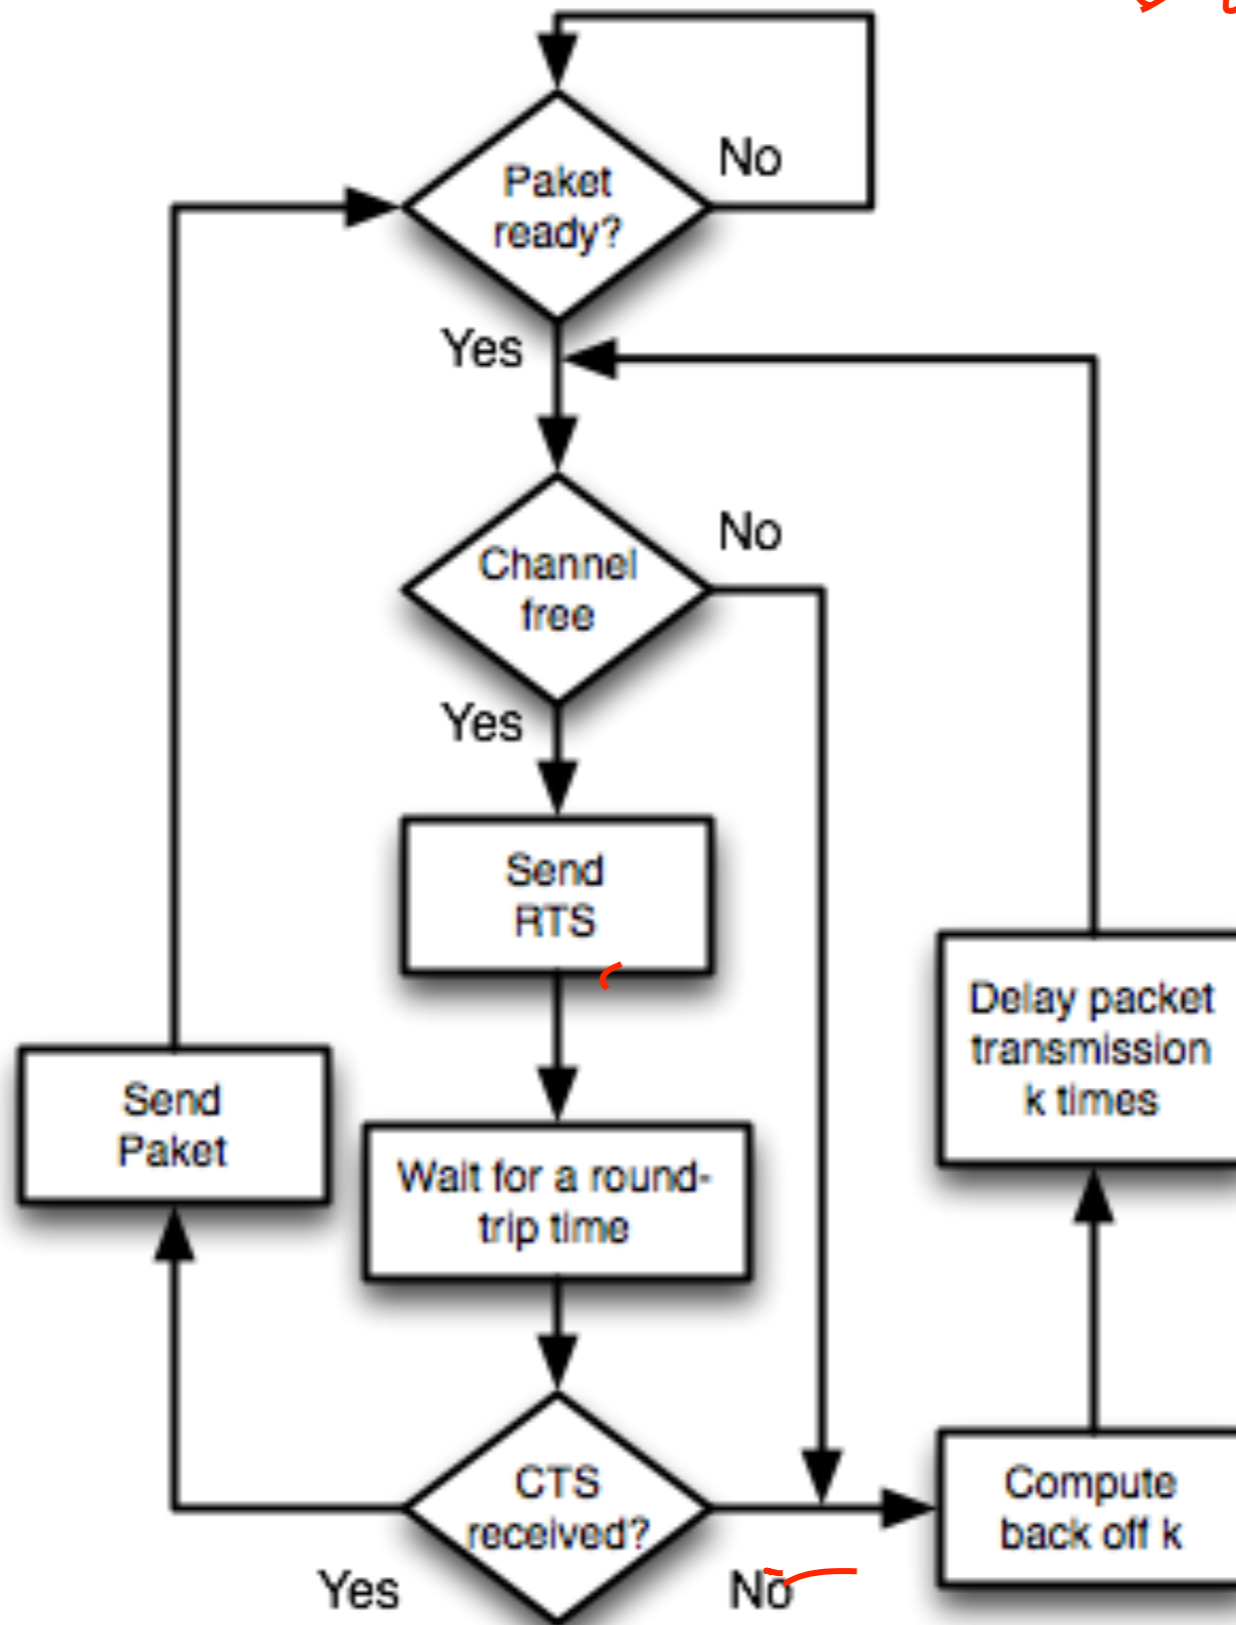 No
Paket
ready?
Yes
No
Channel
free
Yes
Send
RTS
Delay packet
transmission
k times
Send
Paket
Wait for a round-
trip time
CTS
received?
Compute
back off k
Yes
No